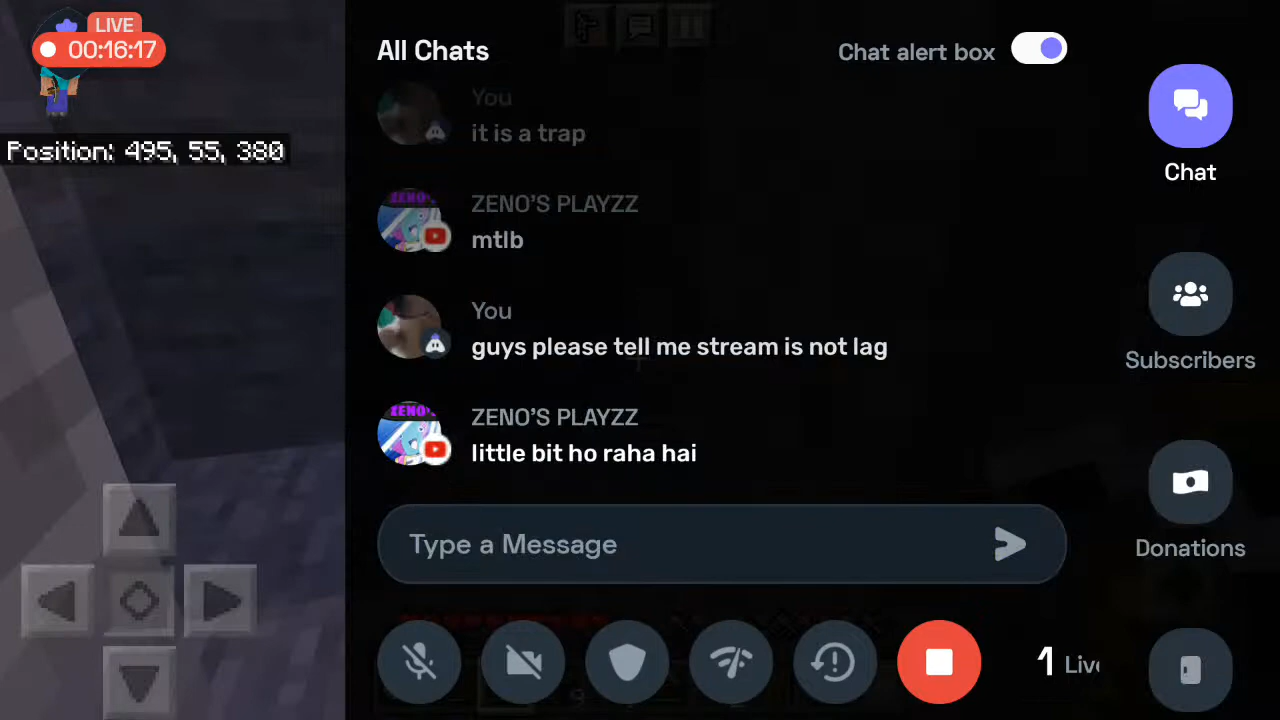 LIVE
00:16:17
Position: 495, 55, 380
All Chats
Chat alert box
You
it is a trap
ZENO'S PLAYZZ
mtlb
You
guys please tell me stream is not lag
ZENO'S PLAYZZ
little bit ho raha hai
Type a Message
1 Live
Chat
Subscribers
Donations
ZENO'S
ZENO'S